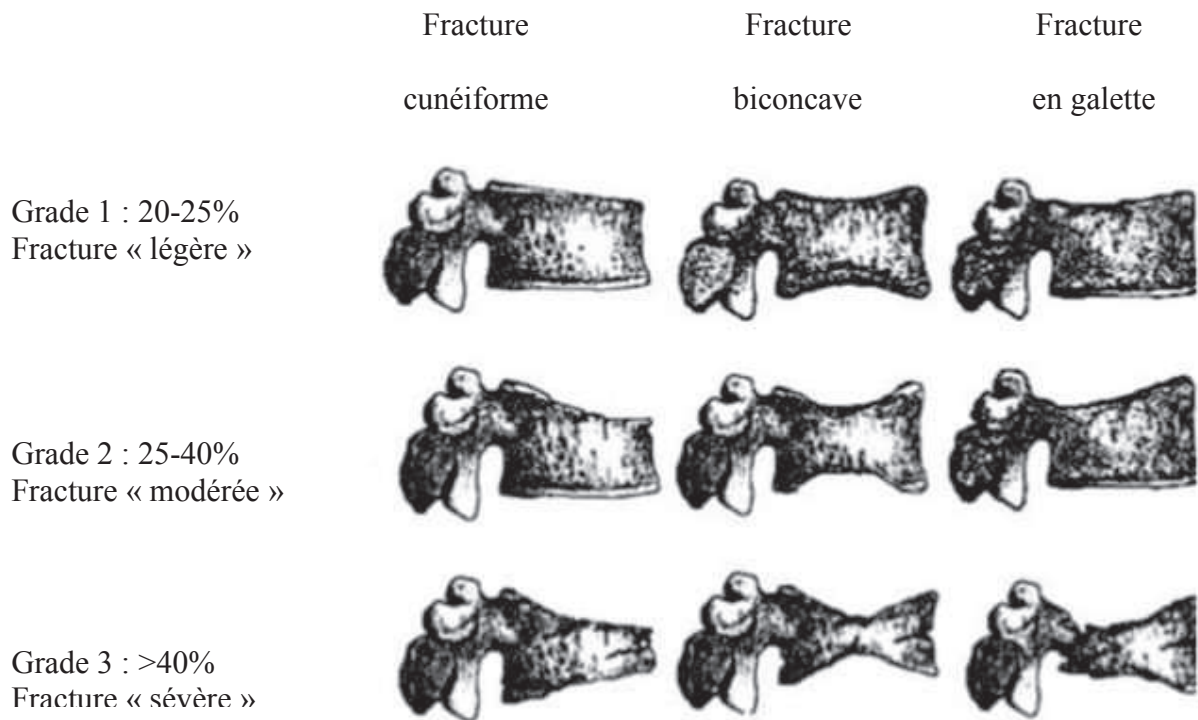 Fracture Fracture Fracture
cunéiforme biconcave en galette
Grade 1 : 20-25%
Fracture « légère »
Grade 2 : 25-40%
Fracture « modérée »
Grade 3 : >40%
Fracture « sévère »